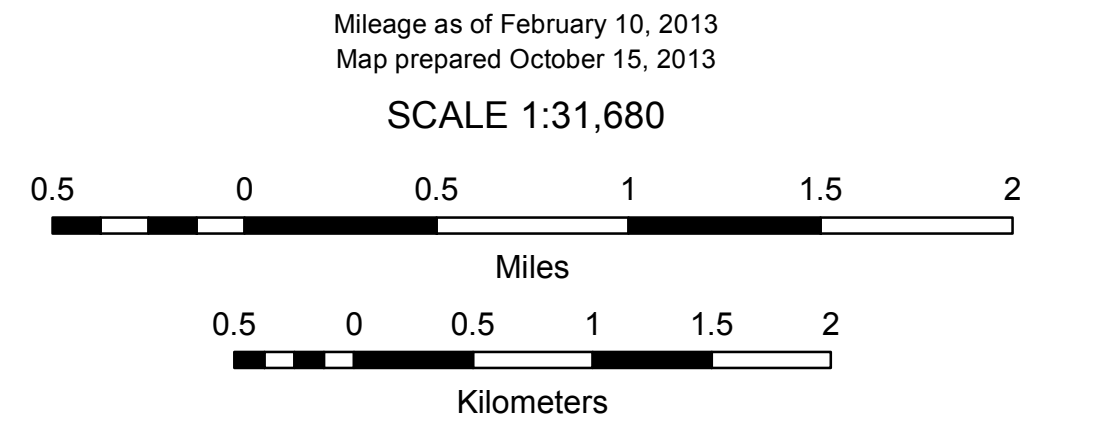 Mileage as of February 10, 2013
Map prepared October 15, 2013
SCALE 1:31,680
0.5 0 0.5 1 1.5 2
Miles
0.5 0 0.5 1 1.5 2
Kilometers